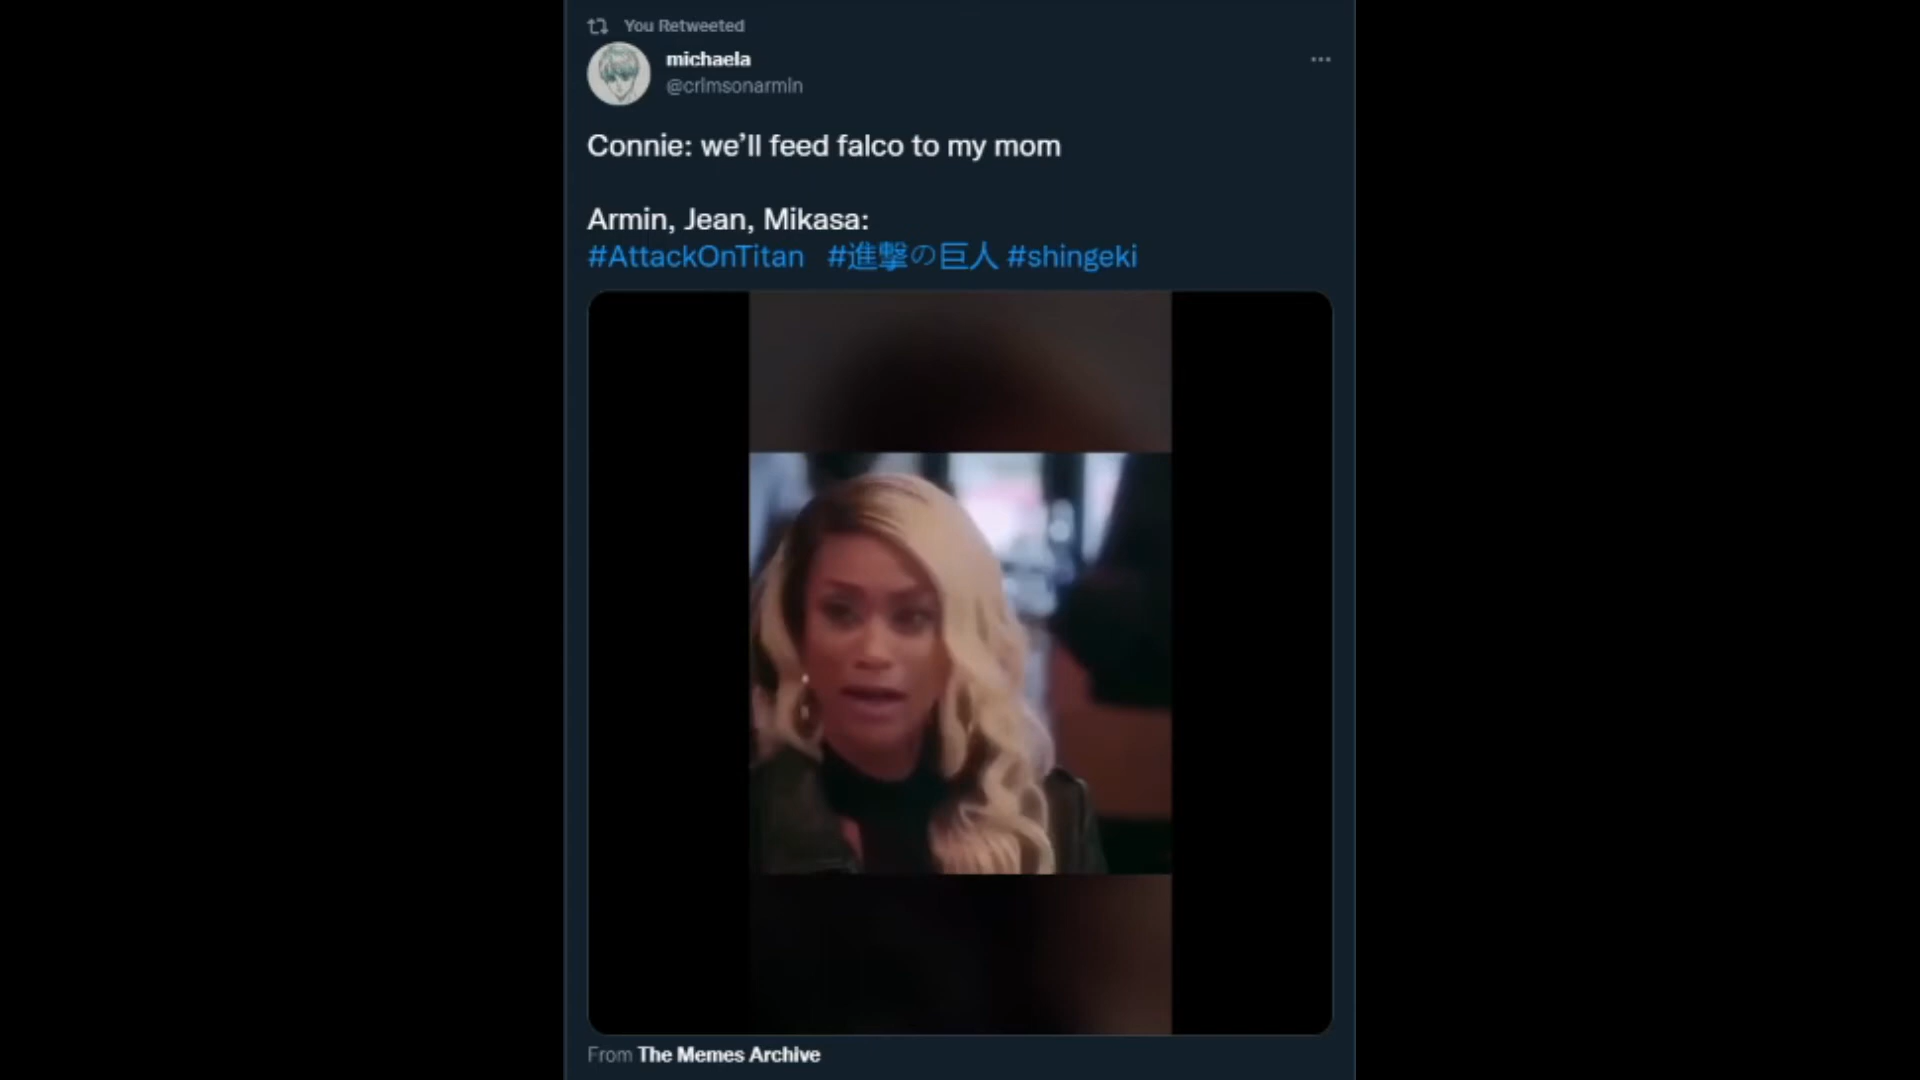 You Retweeted
michaela
@cr1msonarm1n
Connie: we’ll feed falco to my mom
Armin, Jean, Mikasa:
#AttackOnTitan #進撃の巨人 #shingeki
From The Memes Archive